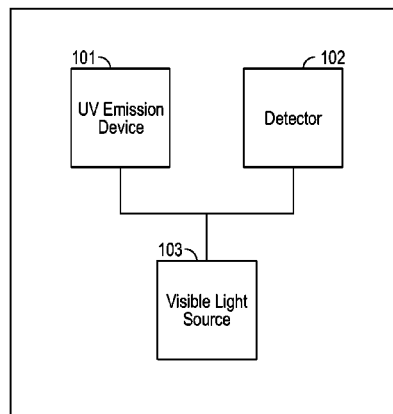 101
UV Emission
Device
102
Detector
103
Visible Light
Source